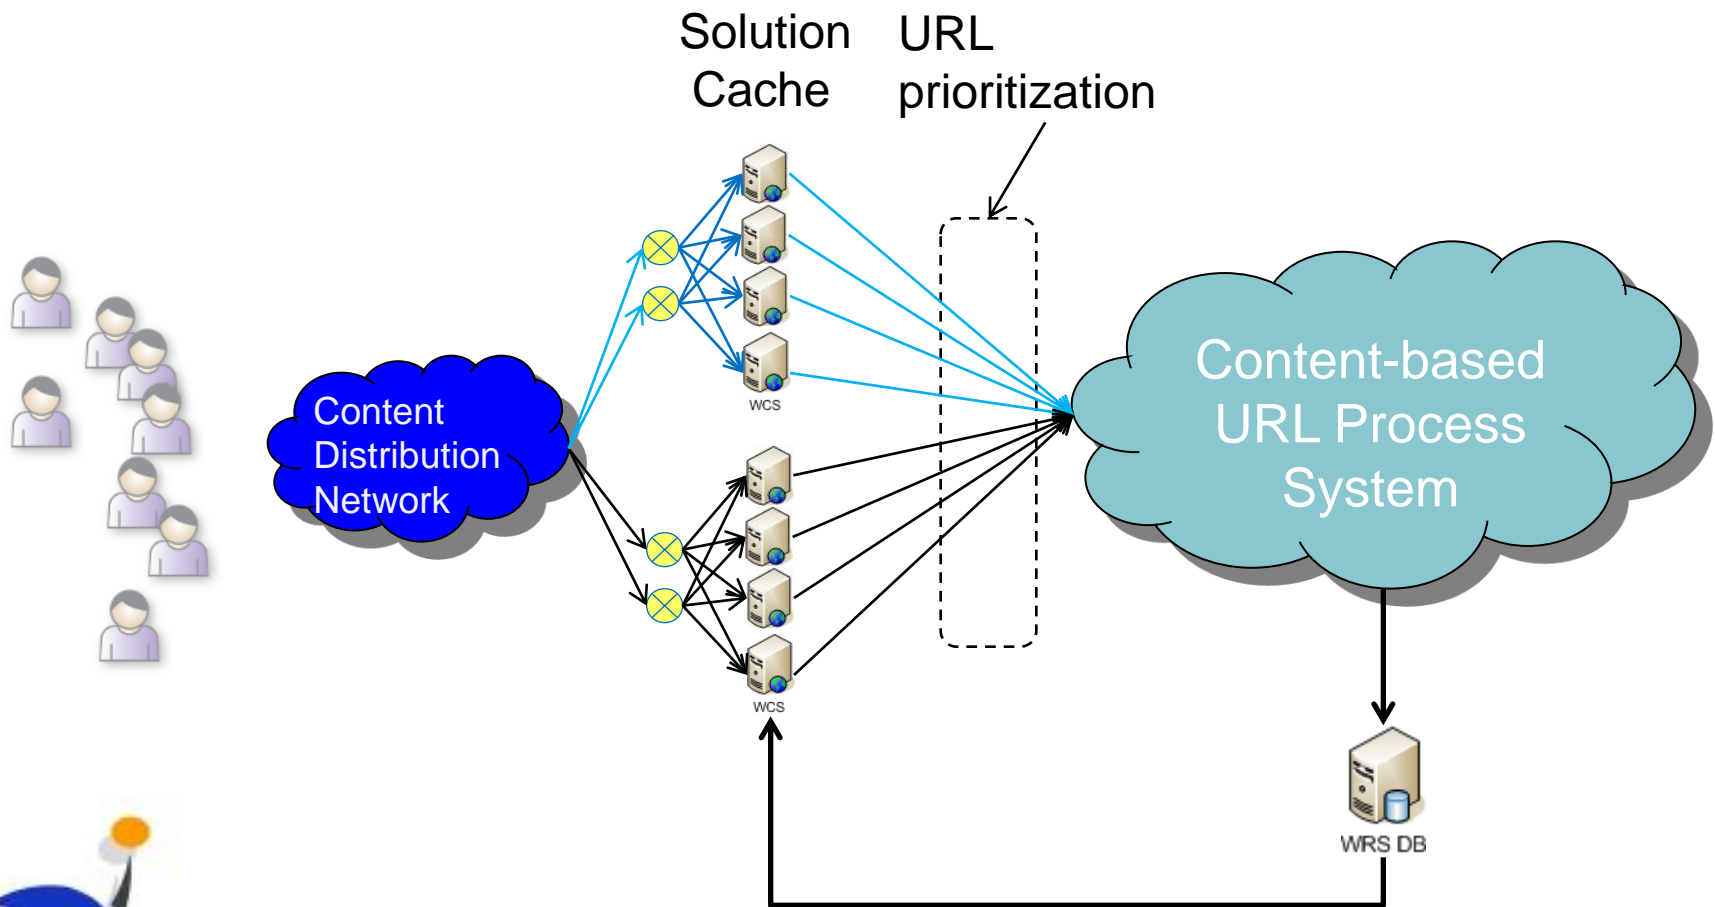 Solution
Cache
URL
prioritization
WCS
Content
Distribution
Network
Content-based
URL Process
System
WCS
WRS DB